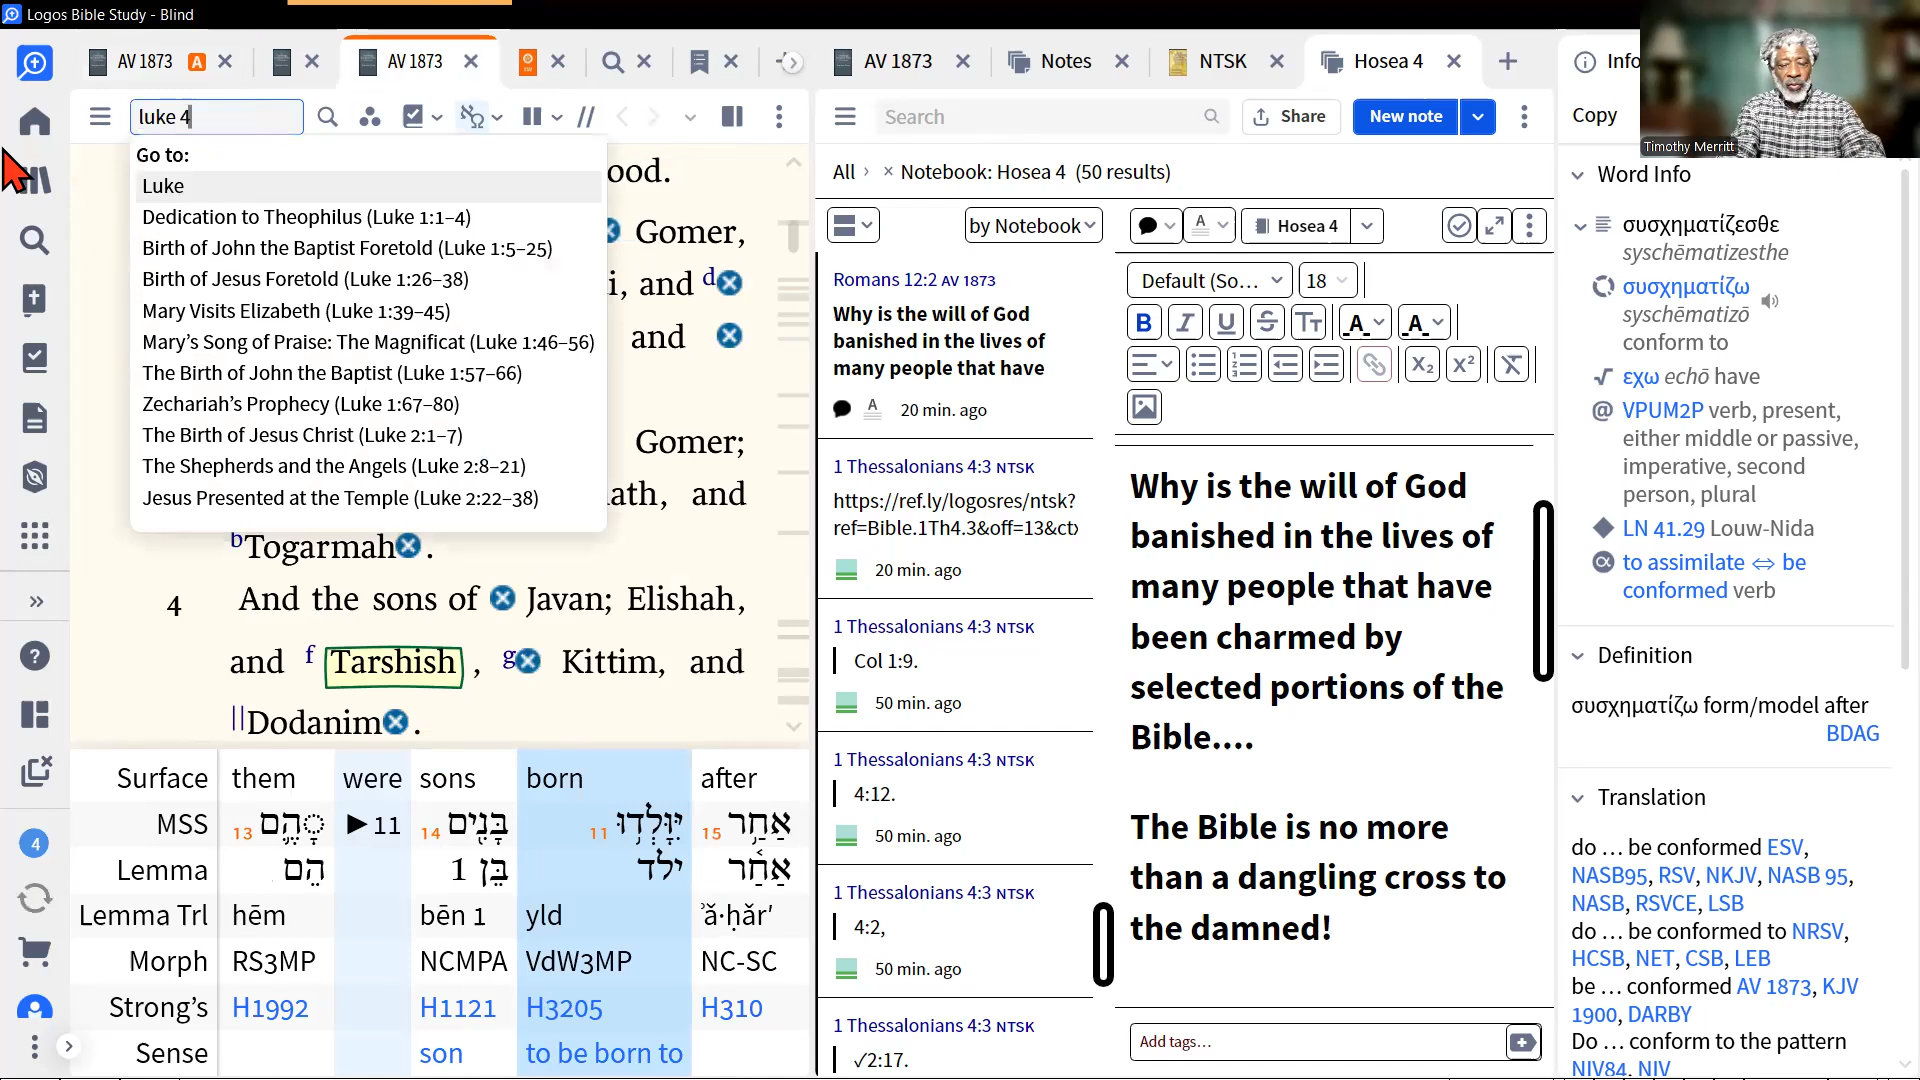 Logos Bible Study - Blind
AV 1873 A
AV 1873
AV 1873
Notes
NTSK
Hosea 4
Info
luke 4
Search
Share
New note
Copy
Timothy Merritt
Go to:
Luke
Dedication to Theophilus (Luke 1:1–4)
Birth of John the Baptist Foretold (Luke 1:5–25)
Birth of Jesus Foretold (Luke 1:26–38)
Mary Visits Elizabeth (Luke 1:39–45)
Mary’s Song of Praise: The Magnificat (Luke 1:46–56)
The Birth of John the Baptist (Luke 1:57–66)
Zechariah’s Prophecy (Luke 1:67–80)
The Birth of Jesus Christ (Luke 2:1–7)
The Shepherds and the Angels (Luke 2:8–21)
Jesus Presented at the Temple (Luke 2:22–38)
ood.
Gomer,
i, and d
and
Gomer;
ath, and
bTogarmah .
4 And the sons of Javan; Elishah,
and f Tarshish , g Kittim, and
||Dodanim .
Surface them were sons born after
MSS 13 הֶ֛ם ▶ 11 14 בָּנִ֖ים 11 יִּוָּלְד֥וּ 15 אַחַ֥ר
Lemma הֵם בֵּן 1 ילד אַחַר
Lemma Trl hēm bēn 1 yld ʾă·ḥărʹ
Morph RS3MP NCMPA VdW3MP NC-SC
Strong’s H1992 H1121 H3205 H310
Sense son to be born to
4
All › × Notebook: Hosea 4 (50 results)
by Notebook
Hosea 4
Romans 12:2 AV 1873
Why is the will of God
banished in the lives of
many people that have
20 min. ago
1 Thessalonians 4:3 NTSK
https://ref.ly/logosres/ntsk?
ref=Bible.1Th4.3&off=13&ctx
20 min. ago
1 Thessalonians 4:3 NTSK
Col 1:9.
50 min. ago
1 Thessalonians 4:3 NTSK
4:12.
50 min. ago
1 Thessalonians 4:3 NTSK
4:2,
50 min. ago
1 Thessalonians 4:3 NTSK
✓2:17.
Default (So… 18
B I U S TT A A
X2 X2
Why is the will of God
banished in the lives of
many people that have
been charmed by
selected portions of the
Bible....
The Bible is no more
than a dangling cross to
the damned!
Add tags…
Word Info
συσχηματίζεσθε
syschēmatizesthe
συσχηματίζω
syschēmatizō
conform to
εχω echō have
@ VPUM2P verb, present,
either middle or passive,
imperative, second
person, plural
LN 41.29 Louw-Nida
to assimilate ⇔ be
conformed verb
Definition
συσχηματίζω form/model after
BDAG
Translation
do … be conformed ESV,
NASB95, RSV, NKJV, NASB 95,
NASB, RSVCE, LSB
do … be conformed to NRSV,
HCSB, NET, CSB, LEB
be … conformed AV 1873, KJV
1900, DARBY
Do … conform to the pattern
NIV84, NIV